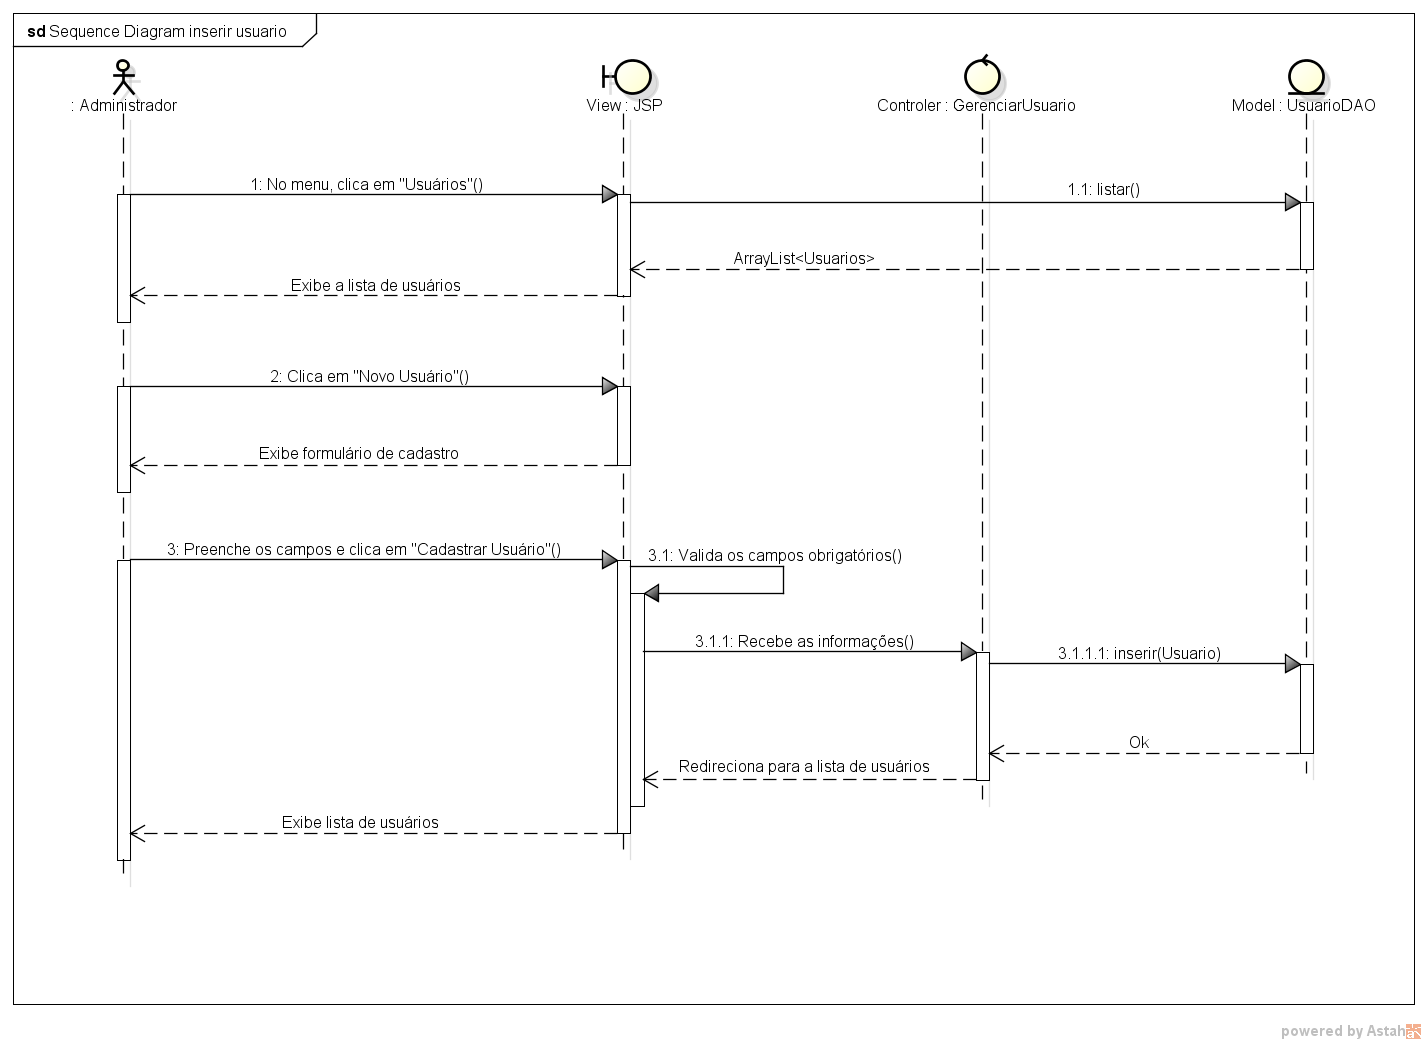 sd Sequence Diagram inserir usuario
: Administrador
View : JSP
Controler : GerenciarUsuario
Model : UsuarioDAO
1: No menu, clica em "Usuários"()
1.1: listar()
ArrayList<Usuarios>
Exibe a lista de usuários
2: Clica em "Novo Usuário"()
Exibe formulário de cadastro
3: Preenche os campos e clica em "Cadastrar Usuário"()
3.1: Valida os campos obrigatórios()
3.1.1: Recebe as informações()
3.1.1.1: inserir(Usuario)
Ok
Redireciona para a lista de usuários
Exibe lista de usuários
powered by Astah